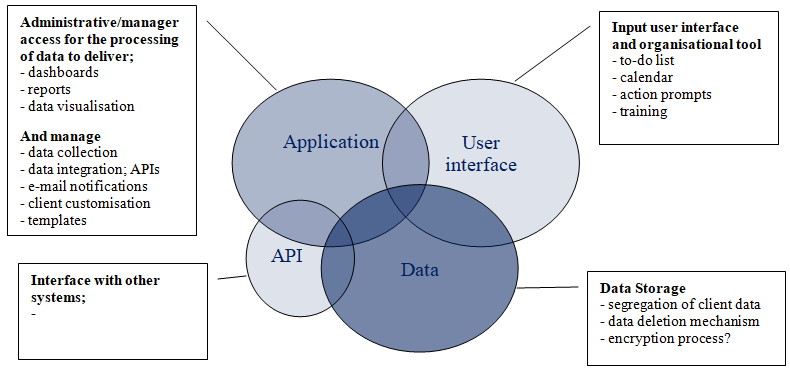 Administrative/manager
access for the processing
of data to deliver;
- dashboards
- reports
- data visualisation
And manage
- data collection
- data integration; APIs
- e-mail notifications
- client customisation
- templates
Input user interface
and organisational tool
- to-do list
- calendar
- action prompts
- training
Application
User
interface
API
Data
Interface with other
systems;
-
Data Storage
- segregation of client data
- data deletion mechanism
- encryption process?